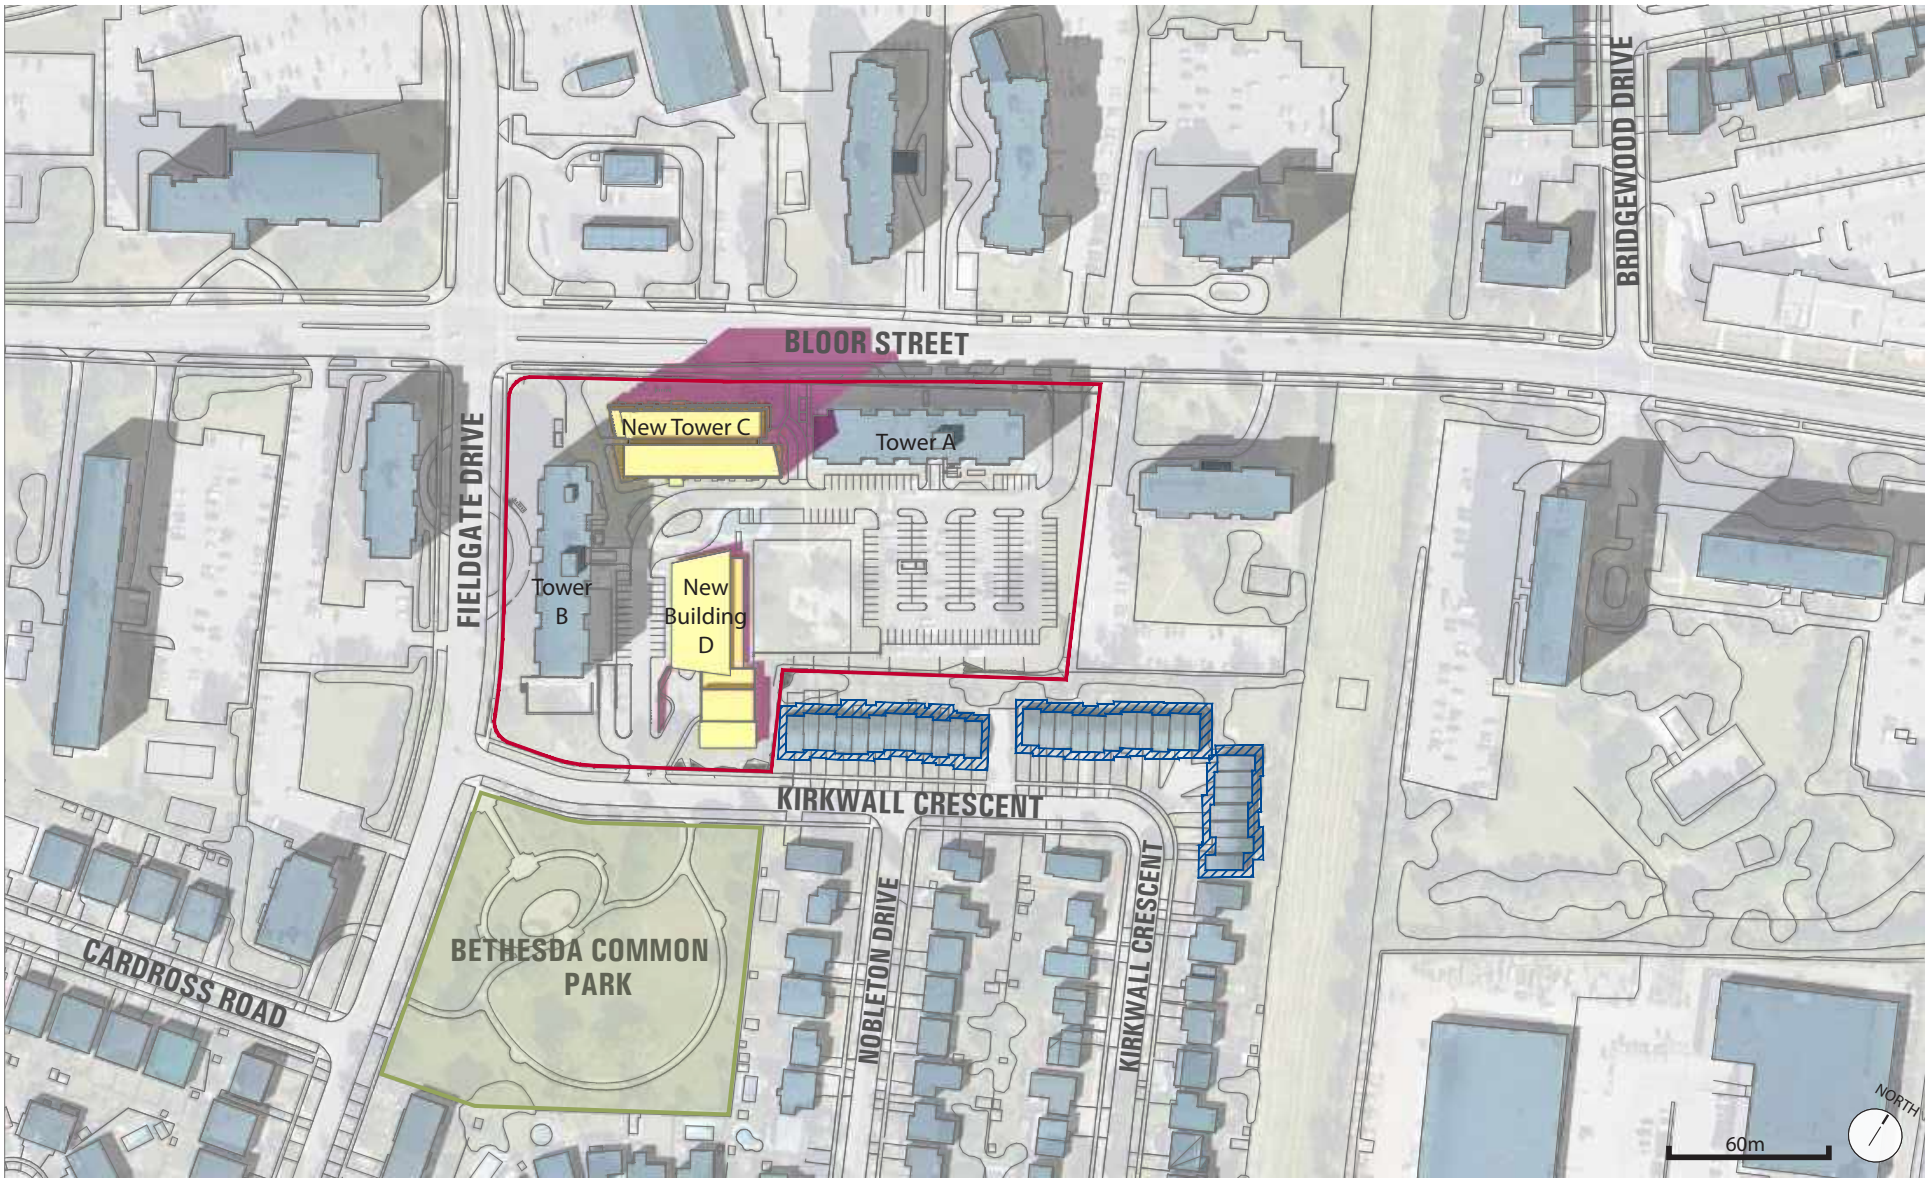 BRIDGEWOOD DRIVE
BLOOR STREET
FIELDGATE DRIVE
New Tower C
Tower A
Tower
B
New
Building
D
KIRKWALL CRESCENT
KIRKWALL CRESCENT
NOBLETON DRIVE
BETHESDA COMMON
PARK
CARDROSS ROAD
NORTH
60m